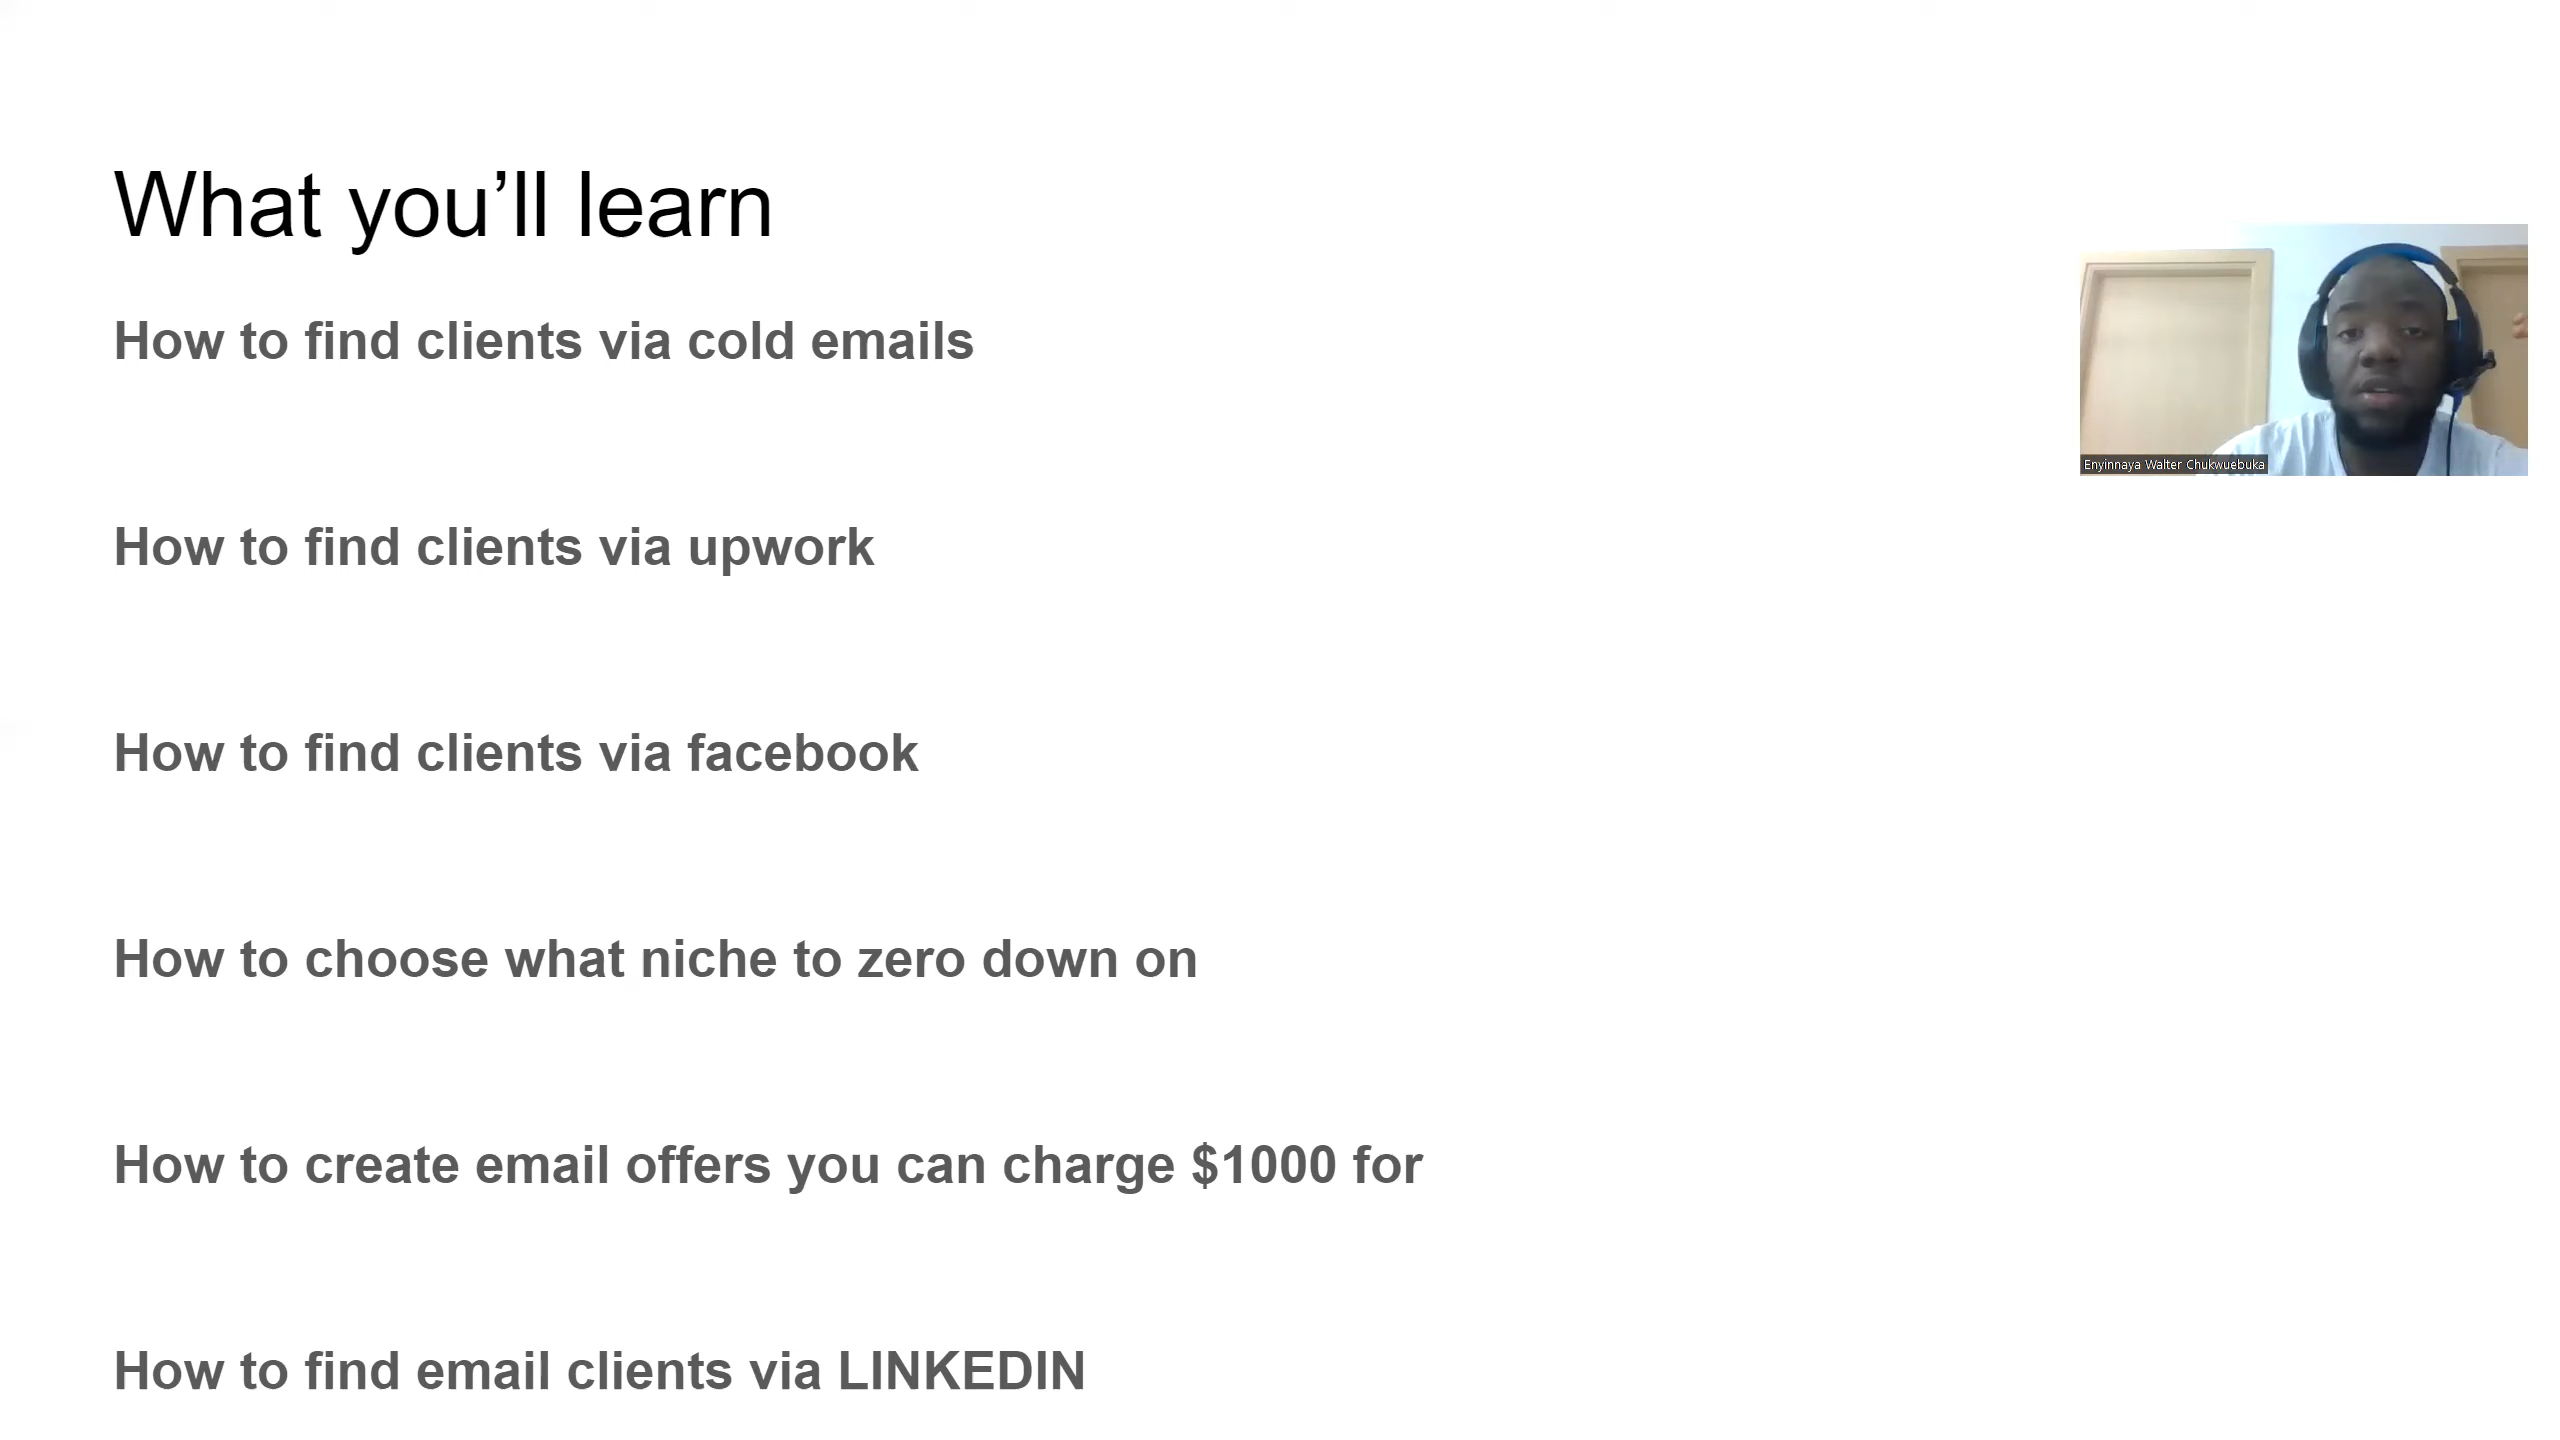 What you’ll learn
How to find clients via cold emails
Enyinnaya Walter Chukwuebuka
How to find clients via upwork
How to find clients via facebook
How to choose what niche to zero down on
How to create email offers you can charge $1000 for
How to find email clients via LINKEDIN